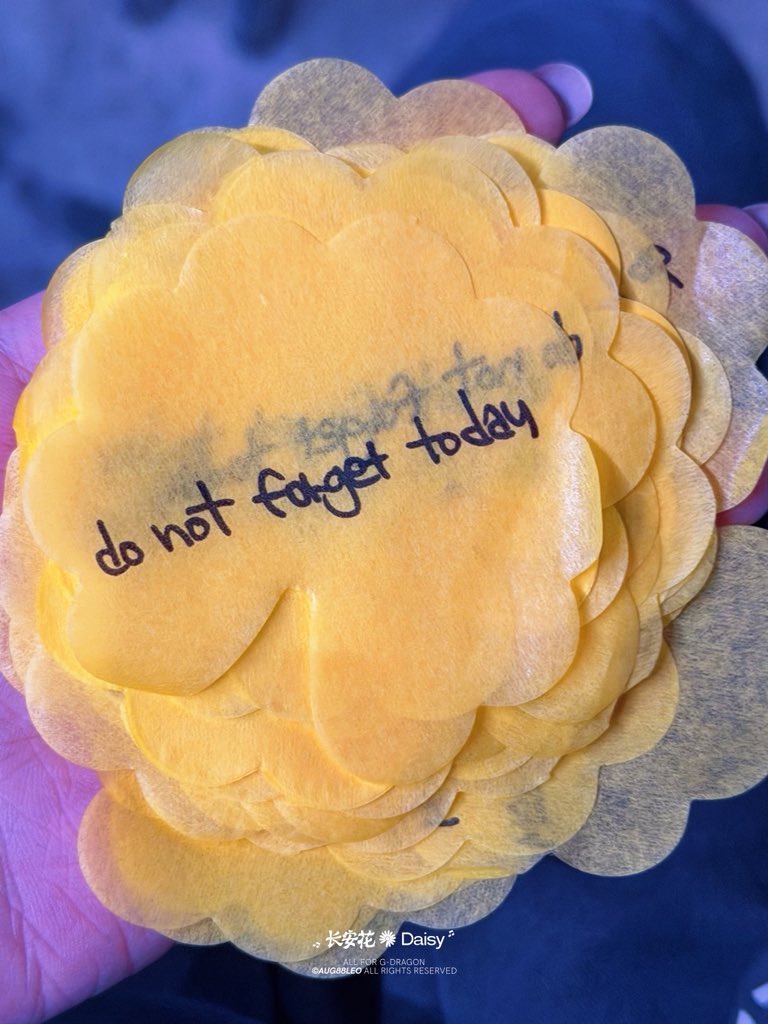 do not forget today
长安花 Daisy
ALL FOR G-DRAGON
©AUG88LEO ALL RIGHTS RESERVED